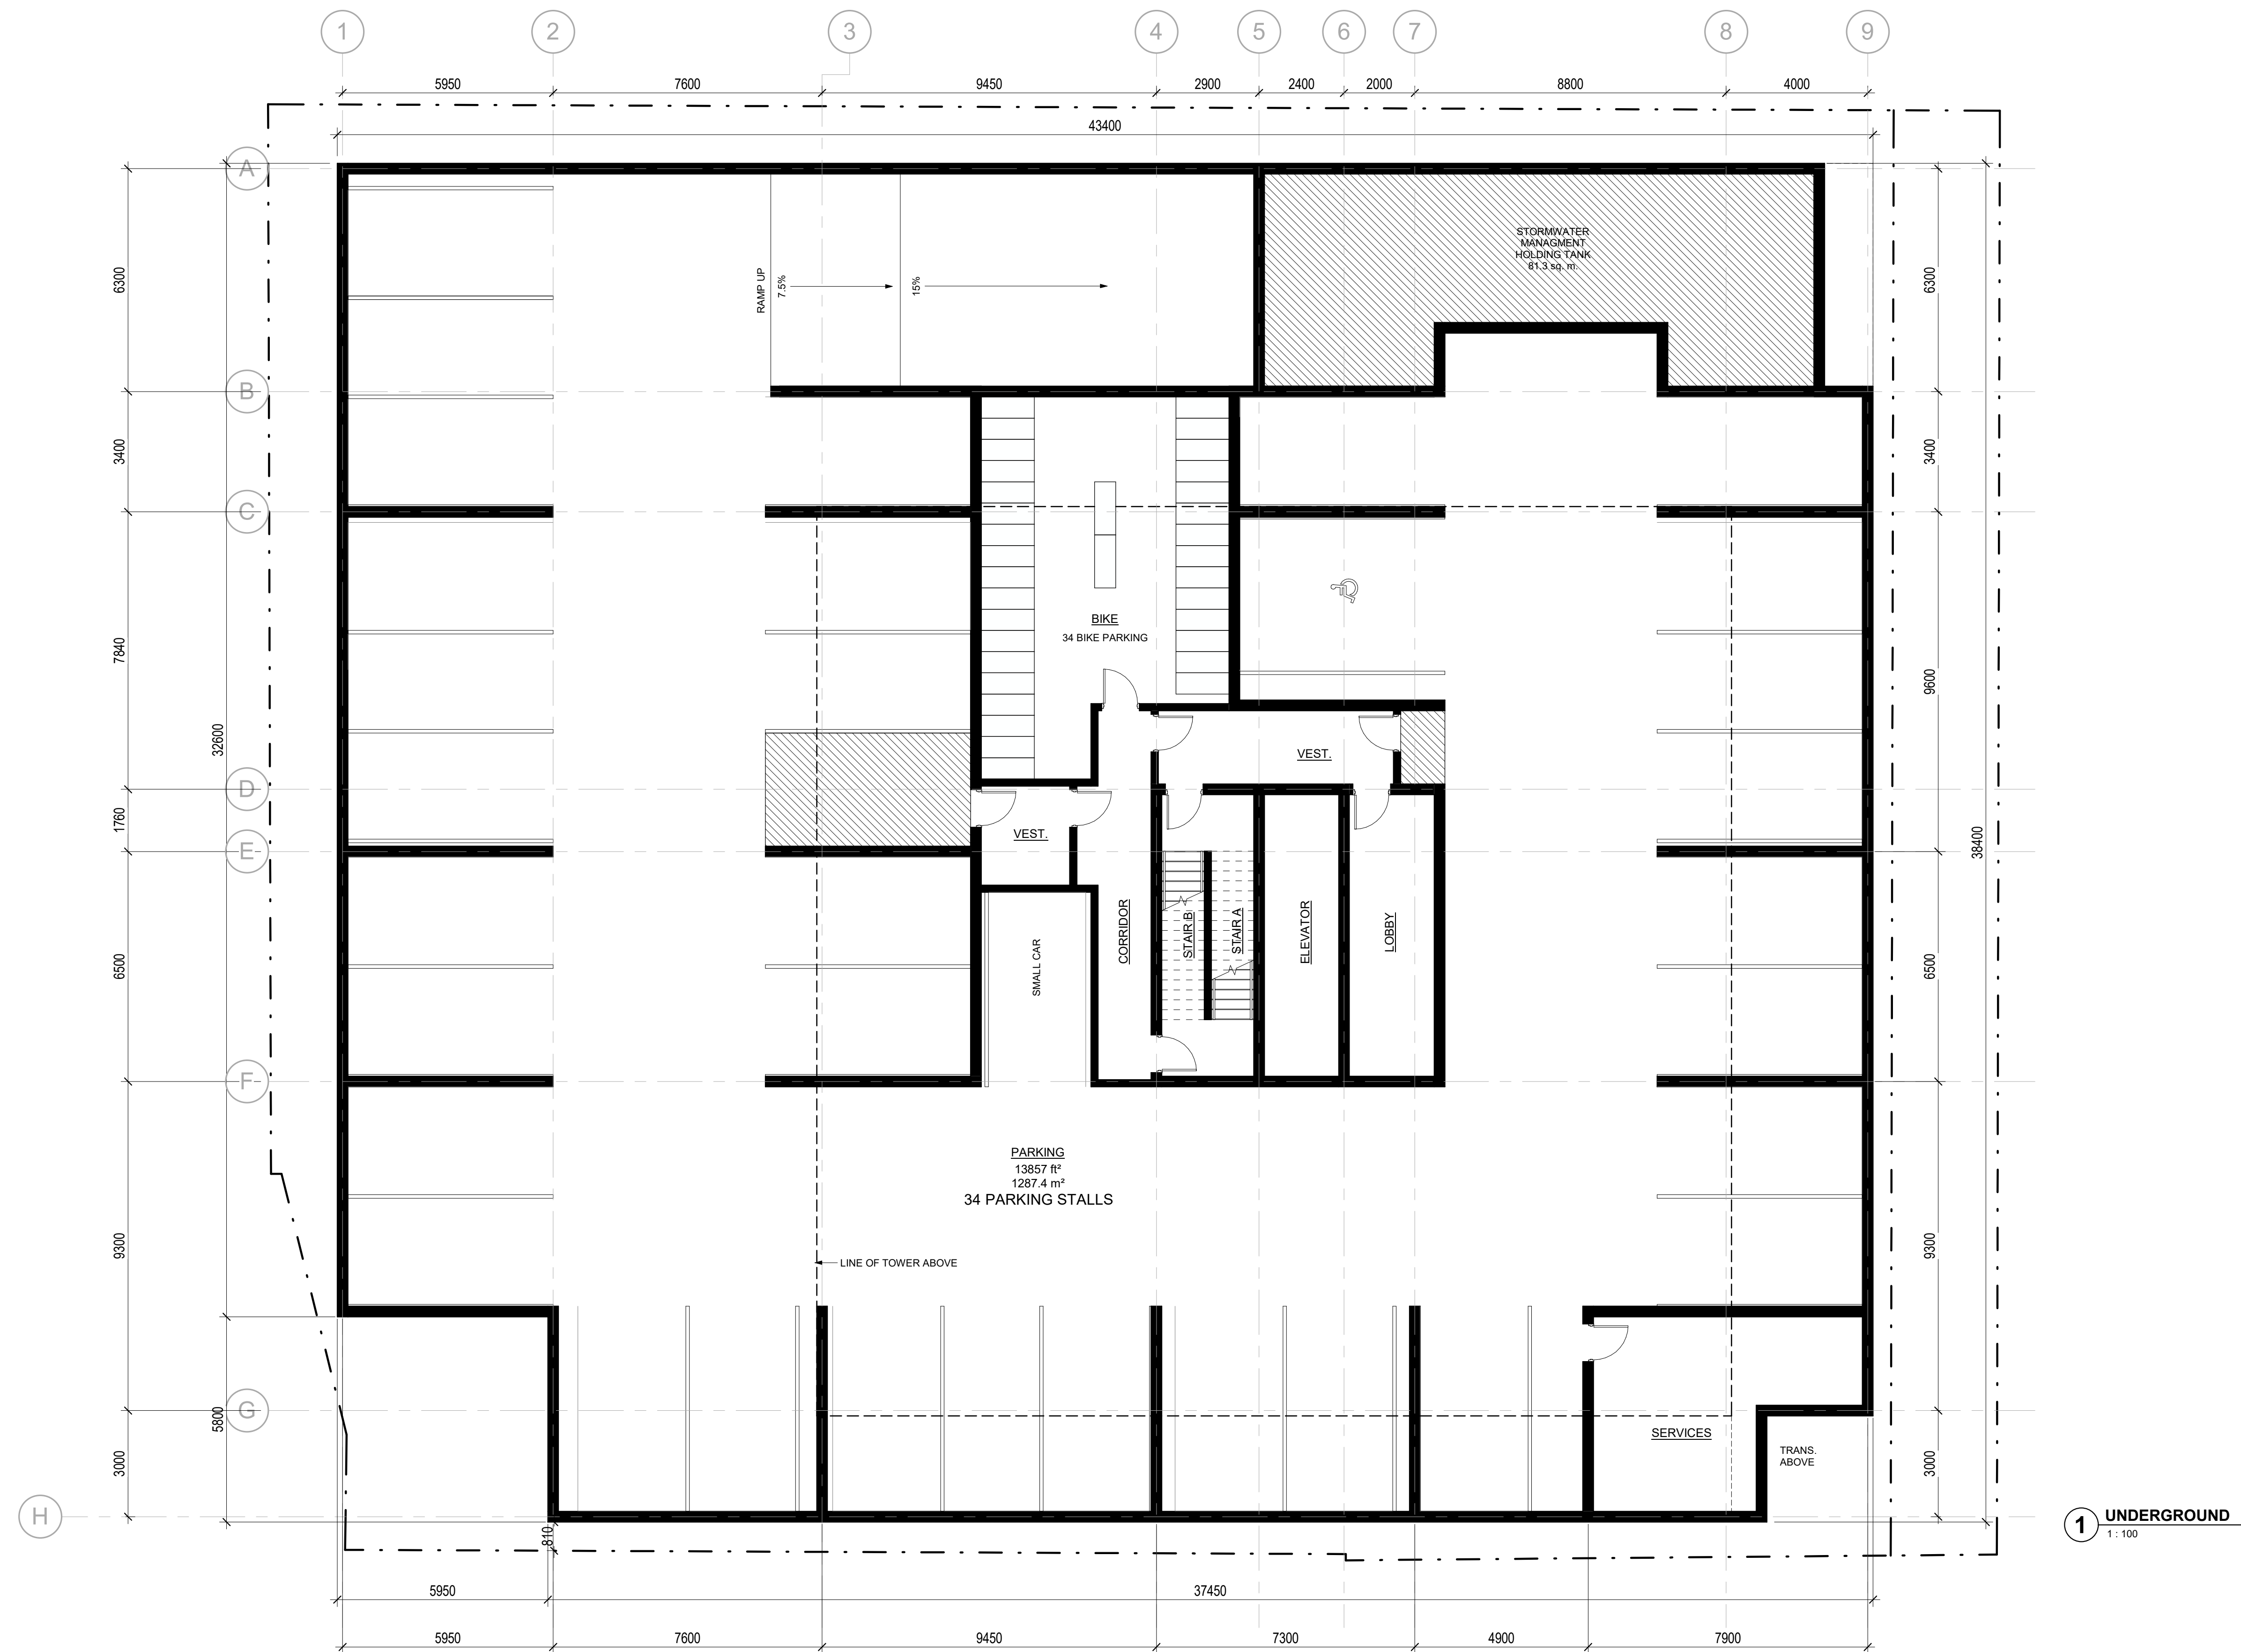 1 2 3 4 5 6 7 8 9
5950 7600 9450 2900 2400 2000 8800 4000
43400
A
B
C
D
E
F
G
H
6300
3400
7840
1760
6500
9300
3000
32600
5800
6300
3400
9600
6500
9300
3000
38400
RAMP UP
7.5%
15%
STORMWATER
MANAGMENT
HOLDING TANK
81.3 sq. m.
BIKE
34 BIKE PARKING
VEST.
VEST.
SMALL CAR
CORRIDOR
STAIR B
STAIR A
ELEVATOR
LOBBY
PARKING
13857 ft²
1287.4 m²
34 PARKING STALLS
LINE OF TOWER ABOVE
SERVICES
TRANS.
ABOVE
810
5950 37450
5950 7600 9450 7300 4900 7900
1 UNDERGROUND
1 : 100